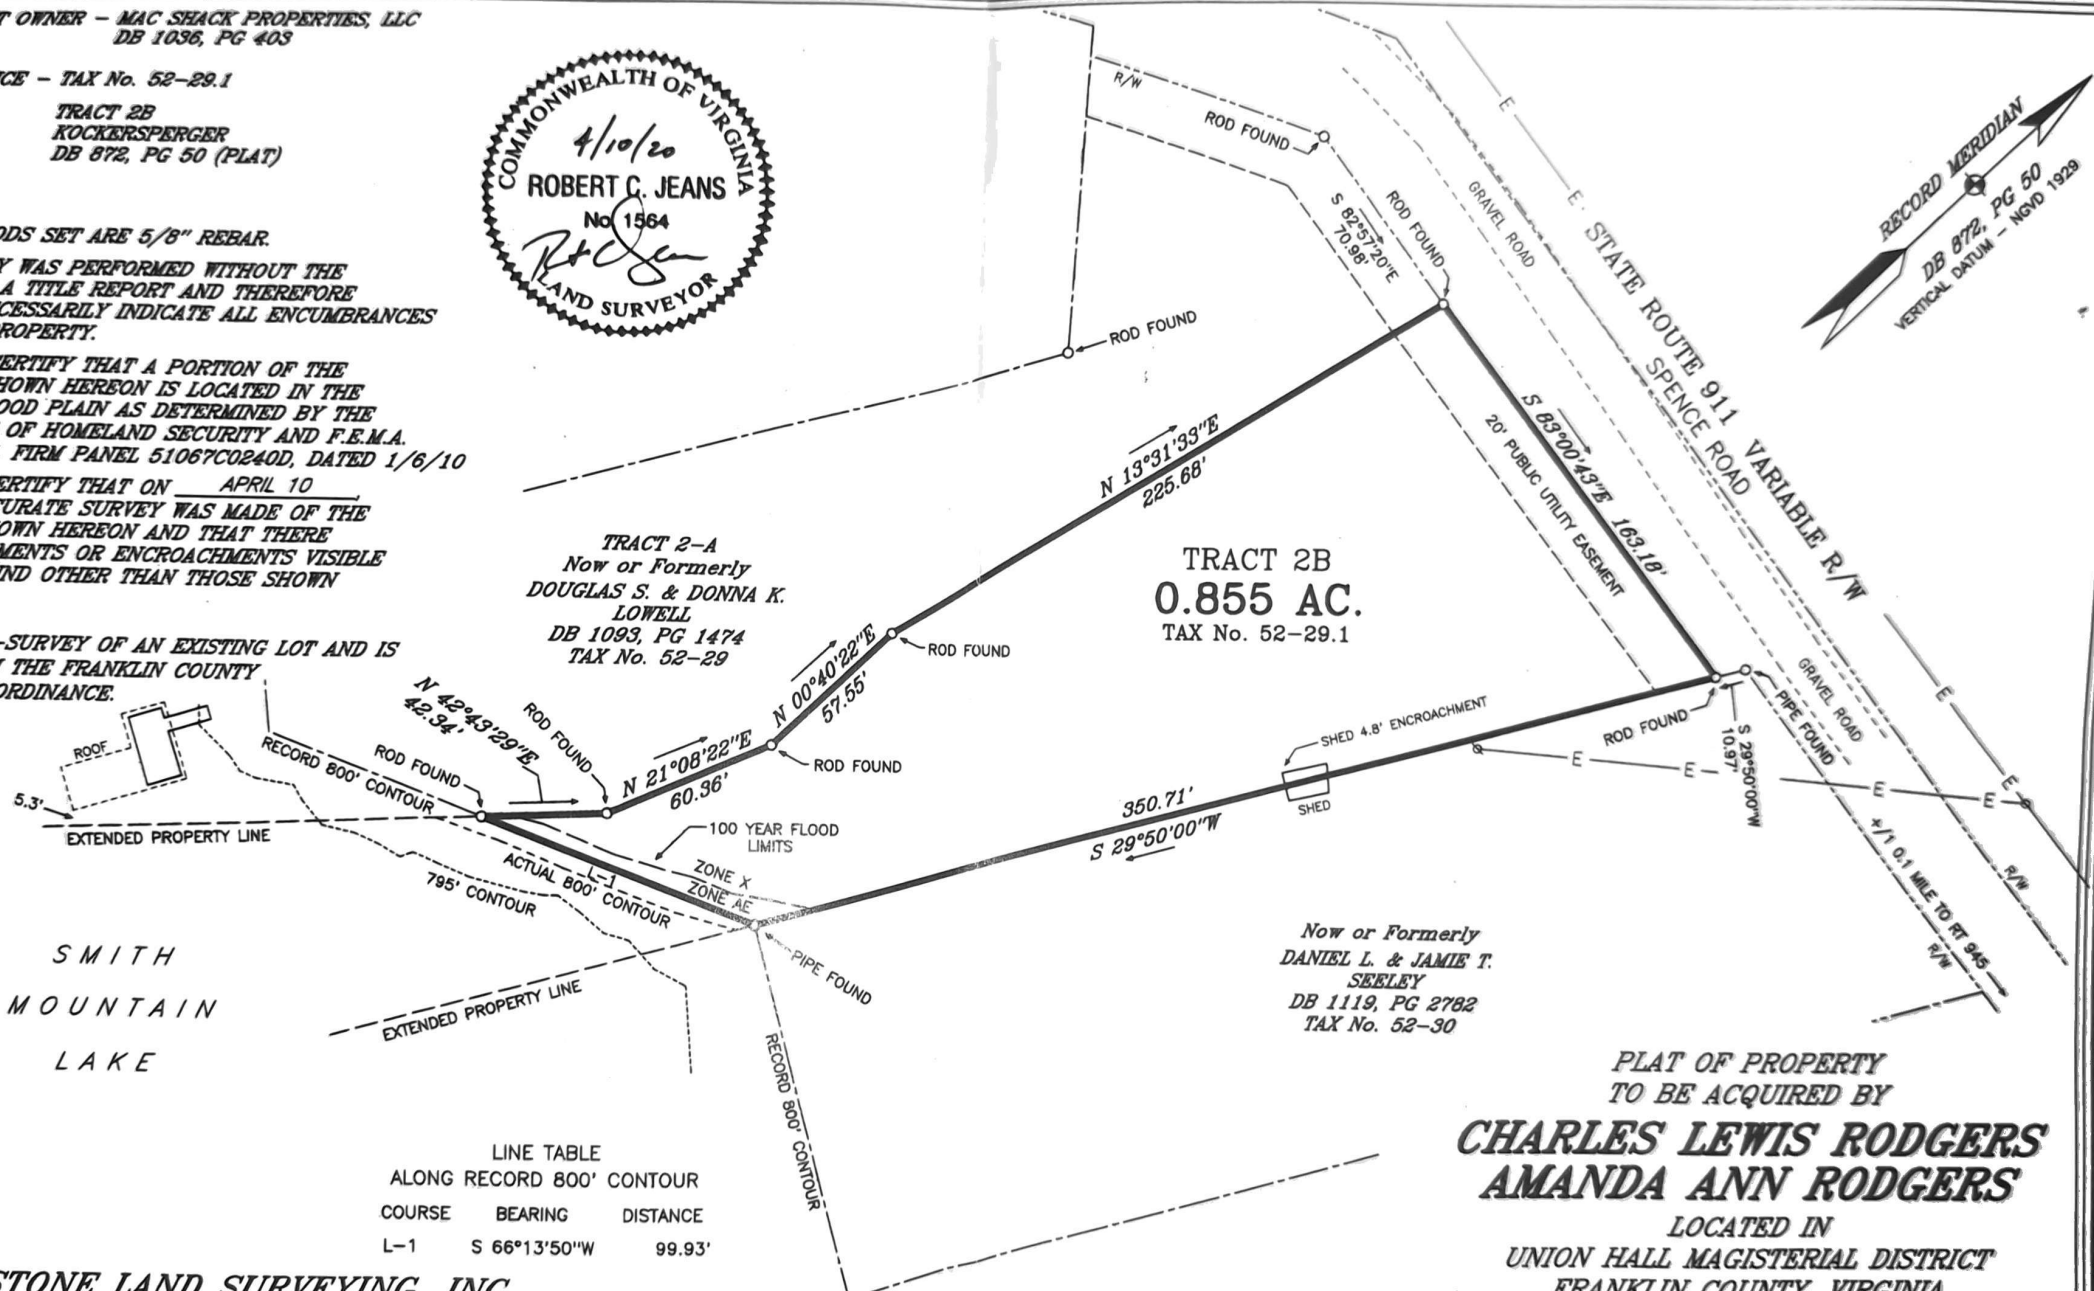 T OWNER - MAC SHACK PROPERTIES, LLC
DB 1036, PG 403
CE - TAX No. 52-29.1
TRACT 2B
KOCKERSPERGER
DB 872, PG 50 (PLAT)
ODS SET ARE 5/8" REBAR.
Y WAS PERFORMED WITHOUT THE
A TITLE REPORT AND THEREFORE
CESSARILY INDICATE ALL ENCUMBRANCES
ROPERTY.
ERTIFY THAT A PORTION OF THE
HOWN HEREON IS LOCATED IN THE
OOD PLAIN AS DETERMINED BY THE
OF HOMELAND SECURITY AND F.E.M.A.
FIRM PANEL 51067C0240D, DATED 1/6/10
ERTIFY THAT ON APRIL 10,
URATE SURVEY WAS MADE OF THE
OWN HEREON AND THAT THERE
MENTS OR ENCROACHMENTS VISIBLE
UND OTHER THAN THOSE SHOWN
-SURVEY OF AN EXISTING LOT AND IS
THE FRANKLIN COUNTY
ORDINANCE.
COMMONWEALTH OF VIRGINIA
4/10/20
ROBERT C. JEANS
No. 1564
LAND SURVEYOR
R/W
ROD FOUND
S 82°57'20"E
70.98'
ROD FOUND
GRAVEL ROAD
E
E
STATE ROUTE 911 VARIABLE R/W
SPENCE ROAD
RECORD MERIDIAN
DB 872, PG 50
VERTICAL DATUM - NGVD 1929
ROD FOUND
N 13°31'33"E
225.68'
S 83°00'43"E 163.18'
20' PUBLIC UTILITY EASEMENT
TRACT 2-A
Now or Formerly
DOUGLAS S. & DONNA K.
LOWELL
DB 1093, PG 1474
TAX No. 52-29
TRACT 2B
0.855 AC.
TAX No. 52-29.1
N 00°40'22"E
57.55'
ROD FOUND
N 42°43'29"E
42.34'
ROD FOUND
N 21°08'22"E
60.36'
ROD FOUND
ROOF
RECORD 800' CONTOUR
ROD FOUND
5.3'
EXTENDED PROPERTY LINE
100 YEAR FLOOD
LIMITS
ZONE X
ZONE AE
L-1
ACTUAL 800' CONTOUR
795' CONTOUR
SHED 4.8' ENCROACHMENT
SHED
350.71'
S 29°50'00"W
ROD FOUND
S 29°50'00"W
10.97'
PIPE FOUND
GRAVEL ROAD
E
E
E
E
E
E
R/W
+/- 0.1 MILE TO RT 945
R/W
SMITH
MOUNTAIN
LAKE
EXTENDED PROPERTY LINE
PIPE FOUND
RECORD 800' CONTOUR
Now or Formerly
DANIEL L. & JAMIE T.
SEELEY
DB 1119, PG 2782
TAX No. 52-30
LINE TABLE
ALONG RECORD 800' CONTOUR
COURSE BEARING DISTANCE
L-1 S 66°13'50"W 99.93'
PLAT OF PROPERTY
TO BE ACQUIRED BY
CHARLES LEWIS RODGERS
AMANDA ANN RODGERS
LOCATED IN
UNION HALL MAGISTERIAL DISTRICT
FRANKLIN COUNTY, VIRGINIA
STONE LAND SURVEYING, INC